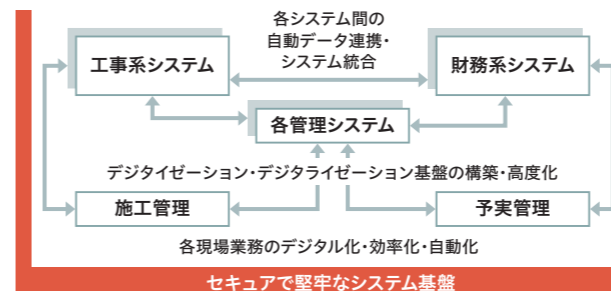 各システム間の
自動データ連携・
システム統合
工事系システム
財務系システム
各管理システム
デジタイゼーション・デジタライゼーション基盤の構築・高度化
施工管理
予実管理
各現場業務のデジタル化・効率化・自動化
セキュアで堅牢なシステム基盤